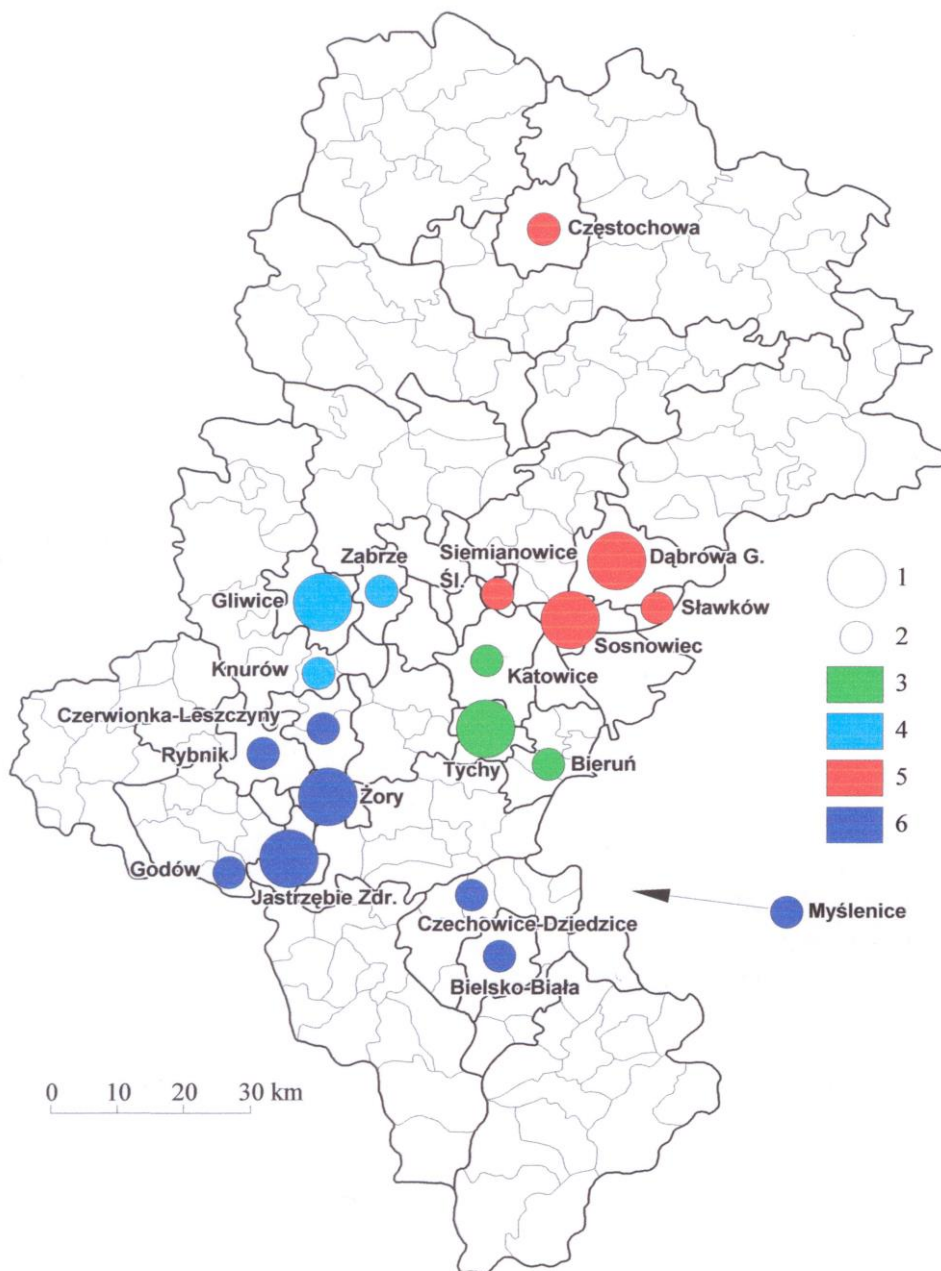 Częstochowa
Siemianowice
Śl.
Dąbrowa G.
Zabrze
Gliwice
Sławków
Sosnowiec
Knurów
Katowice
Czerwionka-Leszczyny
Rybnik
Tychy
Bieruń
Żory
Godów
Jastrzębie Zdr.
Czechowice-Dziedzice
Myślenice
Bielsko-Biała
1
2
3
4
5
6
0 10 20 30 km